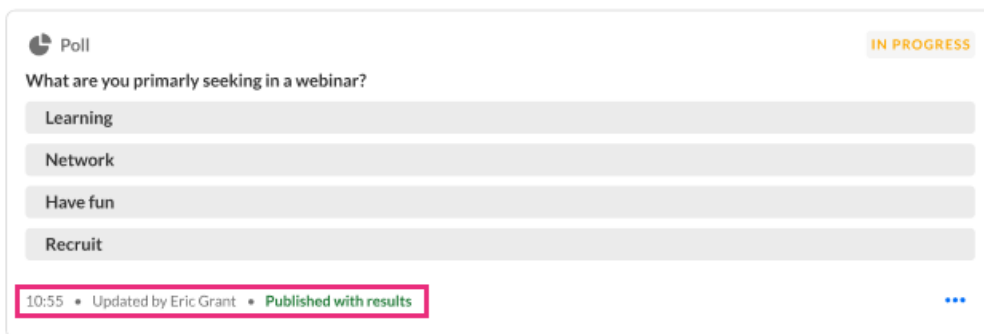 Poll
IN PROGRESS
What are you primarly seeking in a webinar?
Learning
Network
Have fun
Recruit
10:55 • Updated by Eric Grant • Published with results